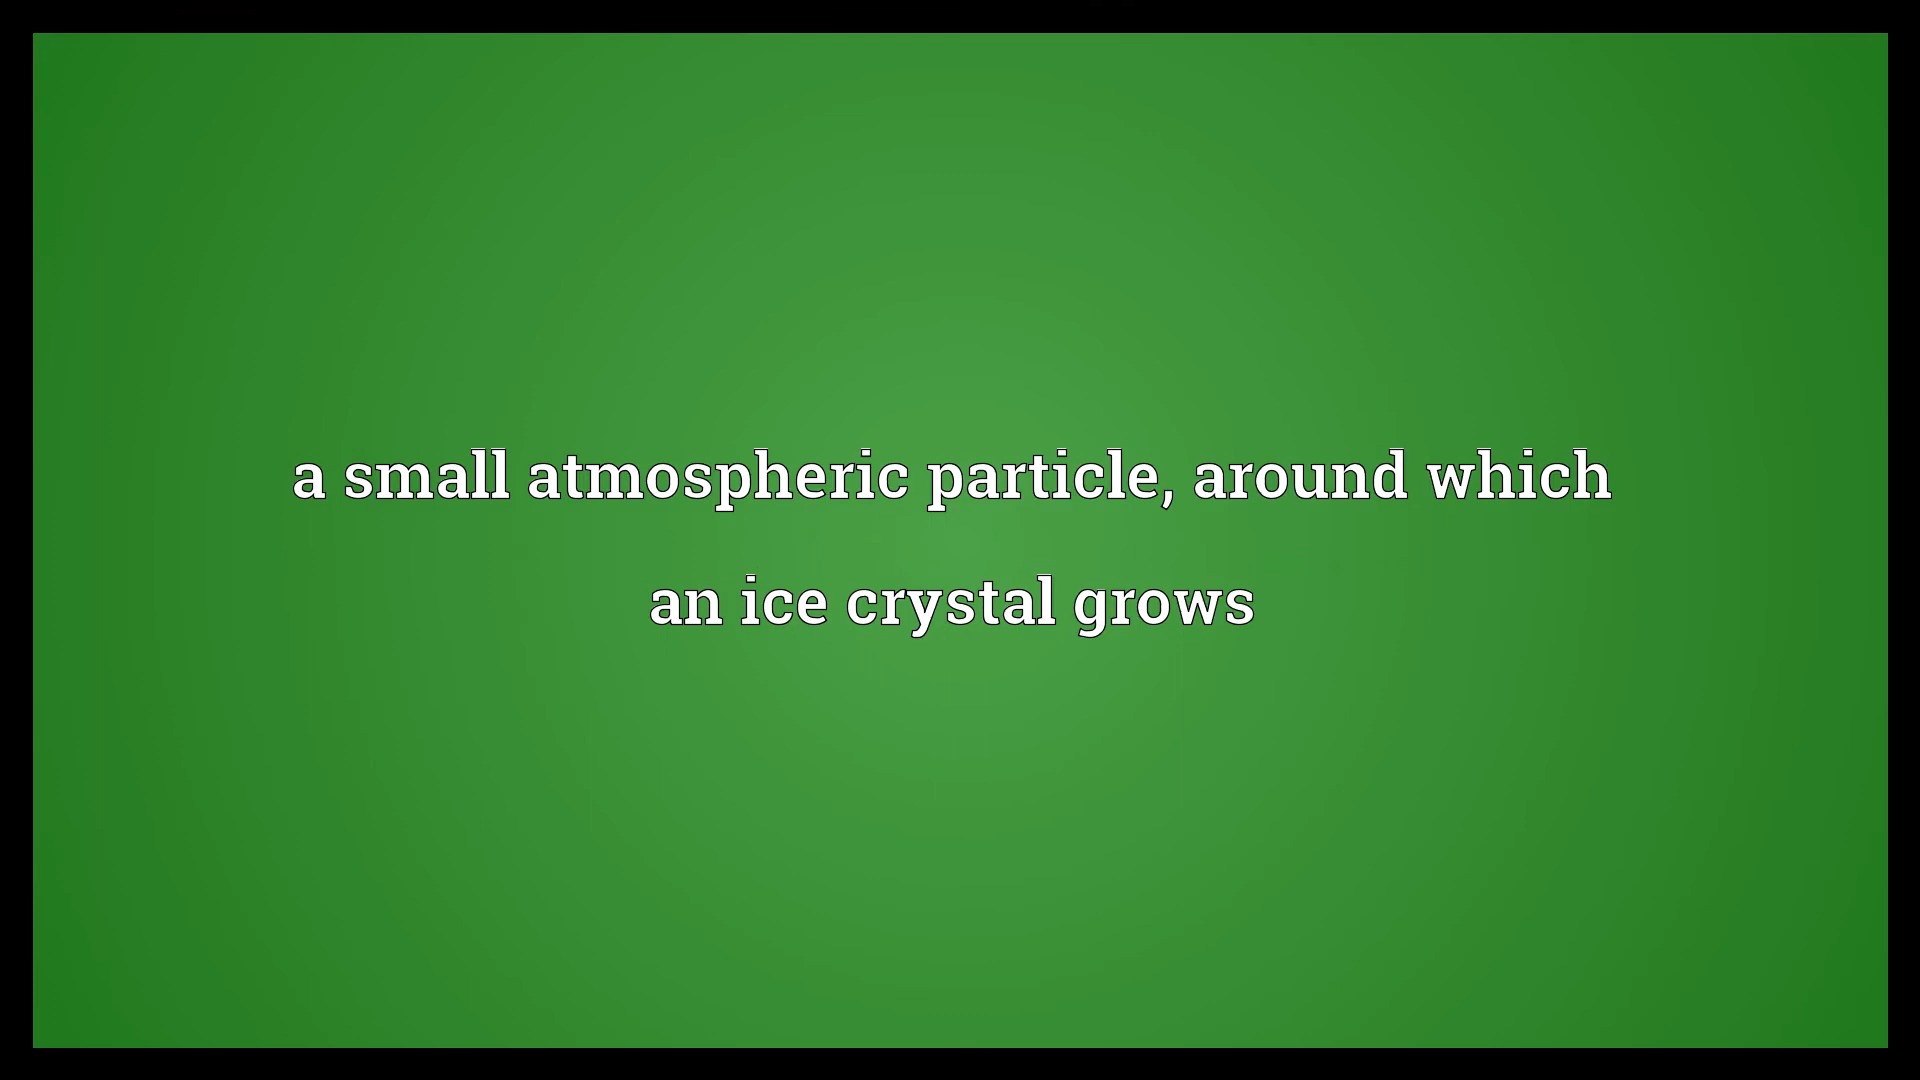 a small atmospheric particle, around which
an ice crystal grows